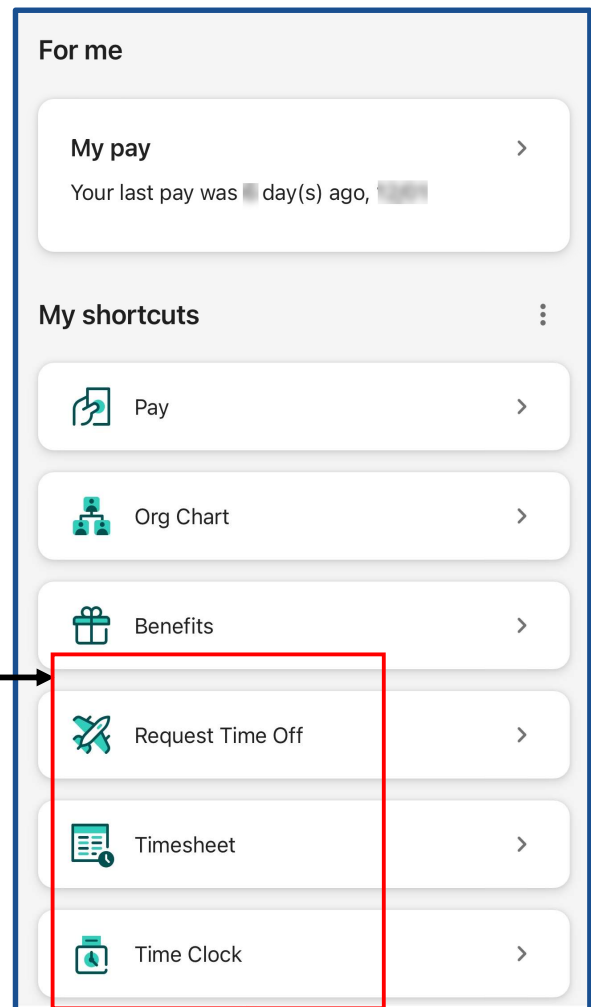 For me
My pay
Your last pay was day(s) ago,
My shortcuts
Pay
Org Chart
Benefits
Request Time Off
Timesheet
Time Clock